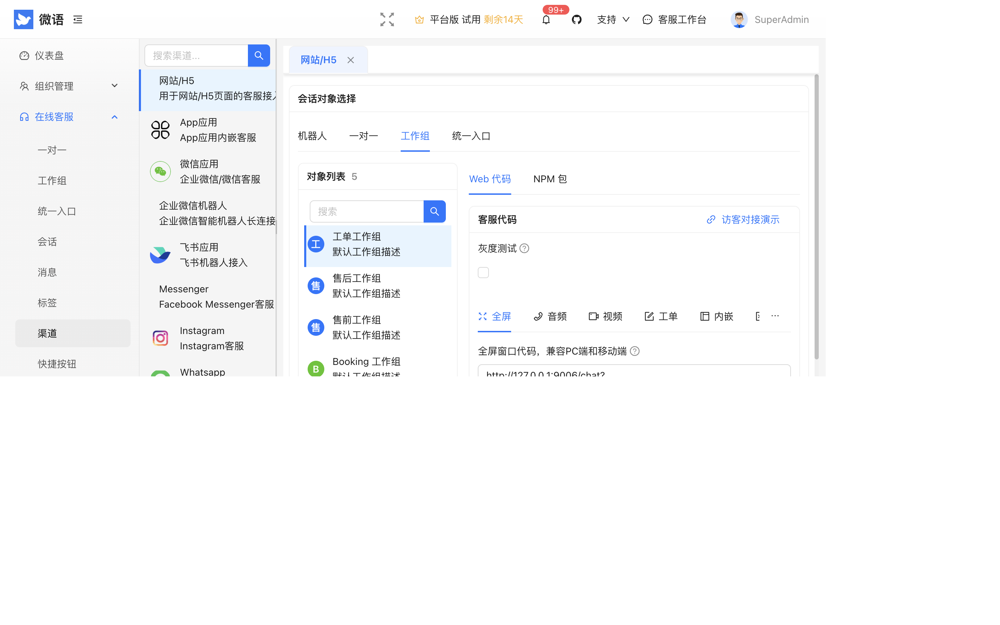 微语
平台版 试用 剩余14天
99+
支持
客服工作台
SuperAdmin
仪表盘
组织管理
在线客服
一对一
工作组
统一入口
会话
消息
标签
渠道
快捷按钮
搜索渠道...
网站/H5
用于网站/H5页面的客服接入
App应用
App应用内嵌客服
微信应用
企业微信/微信客服
企业微信机器人
企业微信智能机器人长连接
飞书应用
飞书机器人接入
Messenger
Facebook Messenger客服
Instagram
Instagram客服
Whatsapp
网站/H5
会话对象选择
机器人
一对一
工作组
统一入口
对象列表 5
搜索
工
工单工作组
默认工作组描述
售
售后工作组
默认工作组描述
售
售前工作组
默认工作组描述
B
Booking 工作组
默认工作组描述
Web 代码
NPM 包
客服代码
访客对接演示
灰度测试
全屏
音频
视频
工单
内嵌
全屏窗口代码，兼容PC端和移动端
http://127.0.0.1:9006/chat?